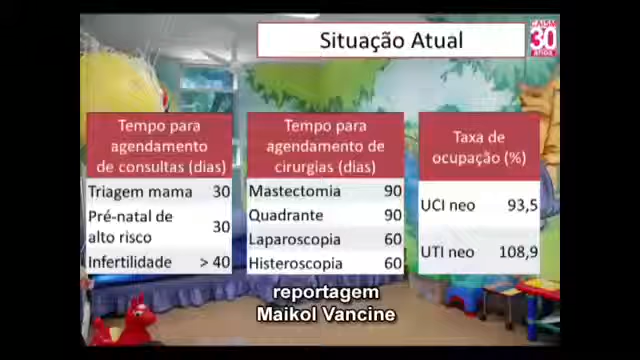 Situação Atual
CAISM
30
anos
Tempo para
agendamento
de consultas (dias)
Triagem mama 30
Pré-natal de
alto risco 30
Infertilidade > 40
Tempo para
agendamento de
cirurgias (dias)
Mastectomia 90
Quadrante 90
Laparoscopia 60
Histeroscopia 60
Taxa de
ocupação (%)
UCI neo 93,5
UTI neo 108,9
reportagem
Maikol Vancine